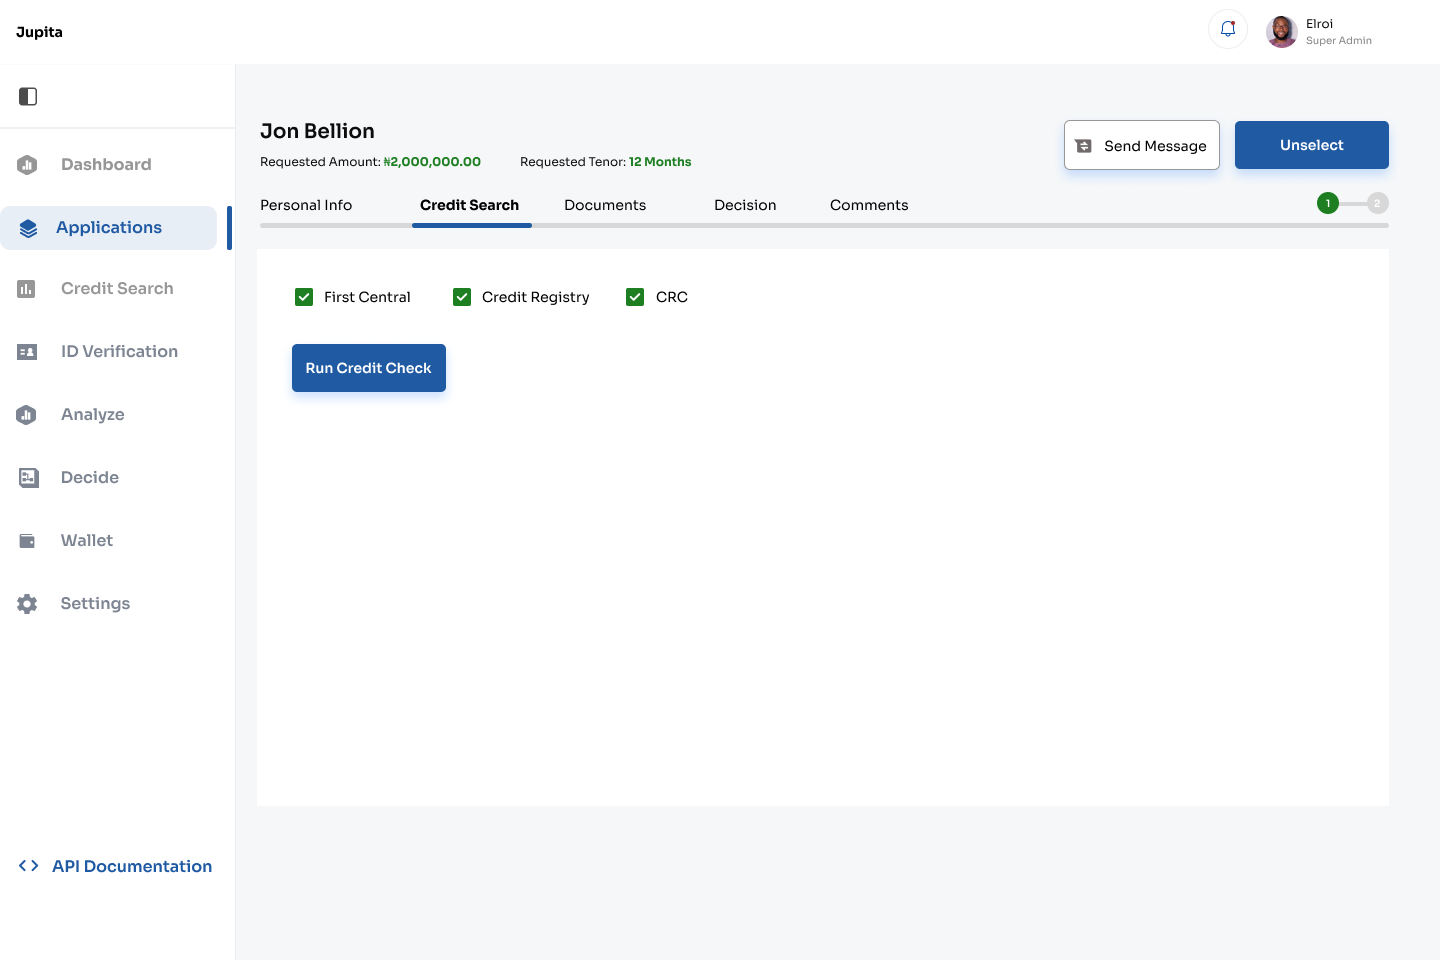 Jupita
Elroi
Super Admin
Dashboard
Applications
Credit Search
ID Verification
Analyze
Decide
Wallet
Settings
API Documentation
Jon Bellion
Requested Amount: ₦2,000,000.00
Requested Tenor: 12 Months
Send Message
Unselect
Personal Info
Credit Search
Documents
Decision
Comments
1
2
First Central
Credit Registry
CRC
Run Credit Check